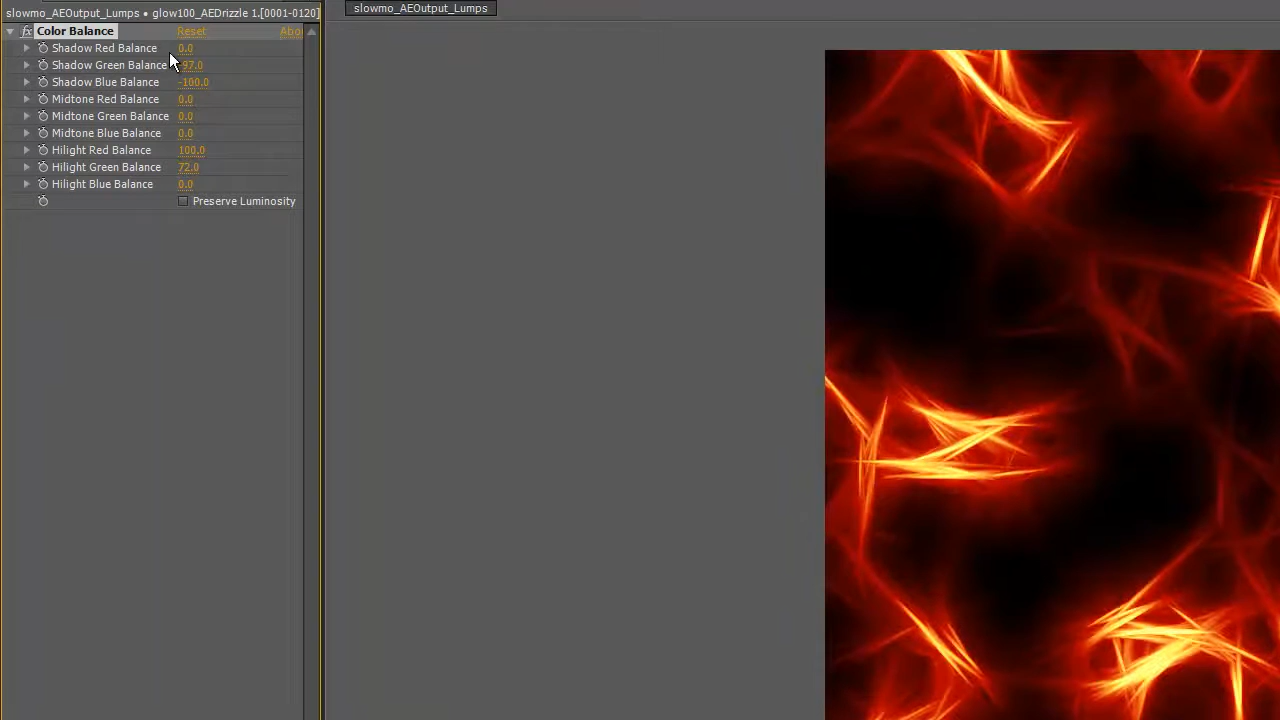 slowmo_AEOutput_Lumps
slowmo_AEOutput_Lumps • glow100_AEDrizzle 1.[0001-0120]
fx Color Balance Reset Abo
Shadow Red Balance 0.0
Shadow Green Balance -97.0
Shadow Blue Balance -100.0
Midtone Red Balance 0.0
Midtone Green Balance 0.0
Midtone Blue Balance 0.0
Hilight Red Balance 100.0
Hilight Green Balance 72.0
Hilight Blue Balance 0.0
Preserve Luminosity